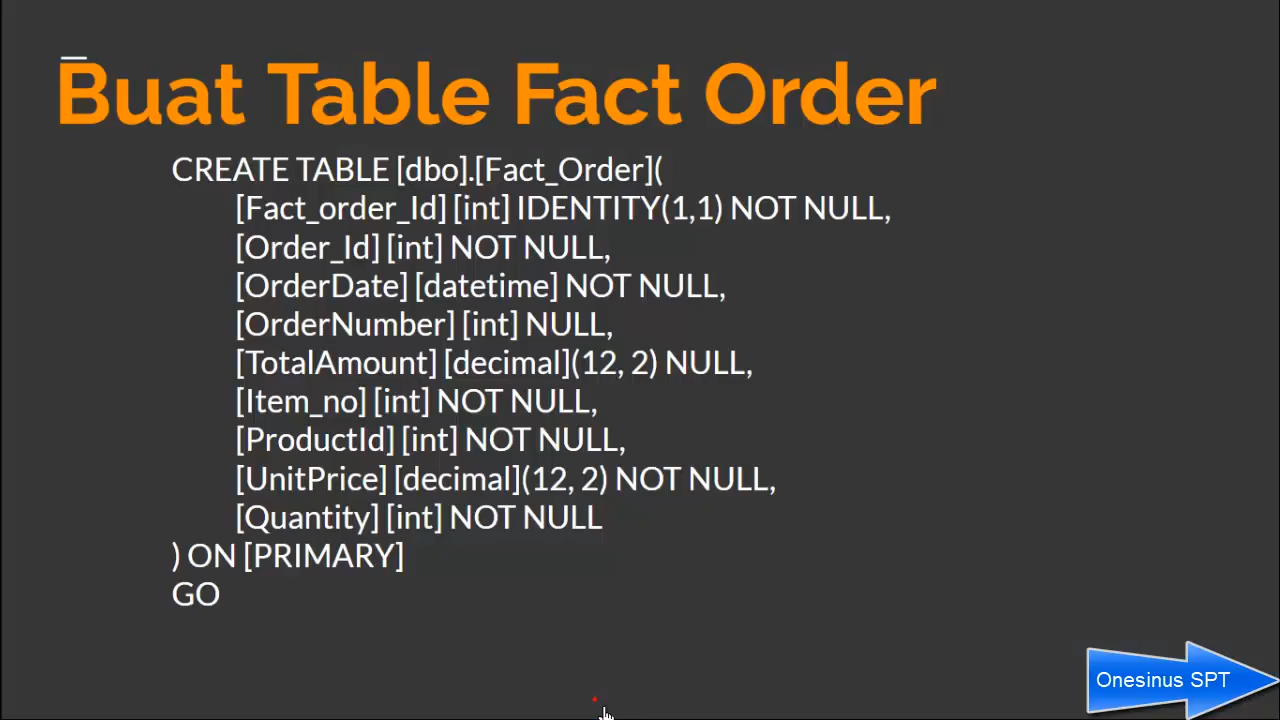 Buat Table Fact Order
CREATE TABLE [dbo].[Fact_Order](
[Fact_order_Id] [int] IDENTITY(1,1) NOT NULL,
[Order_Id] [int] NOT NULL,
[OrderDate] [datetime] NOT NULL,
[OrderNumber] [int] NULL,
[TotalAmount] [decimal](12, 2) NULL,
[Item_no] [int] NOT NULL,
[ProductId] [int] NOT NULL,
[UnitPrice] [decimal](12, 2) NOT NULL,
[Quantity] [int] NOT NULL
) ON [PRIMARY]
GO
Onesinus SPT